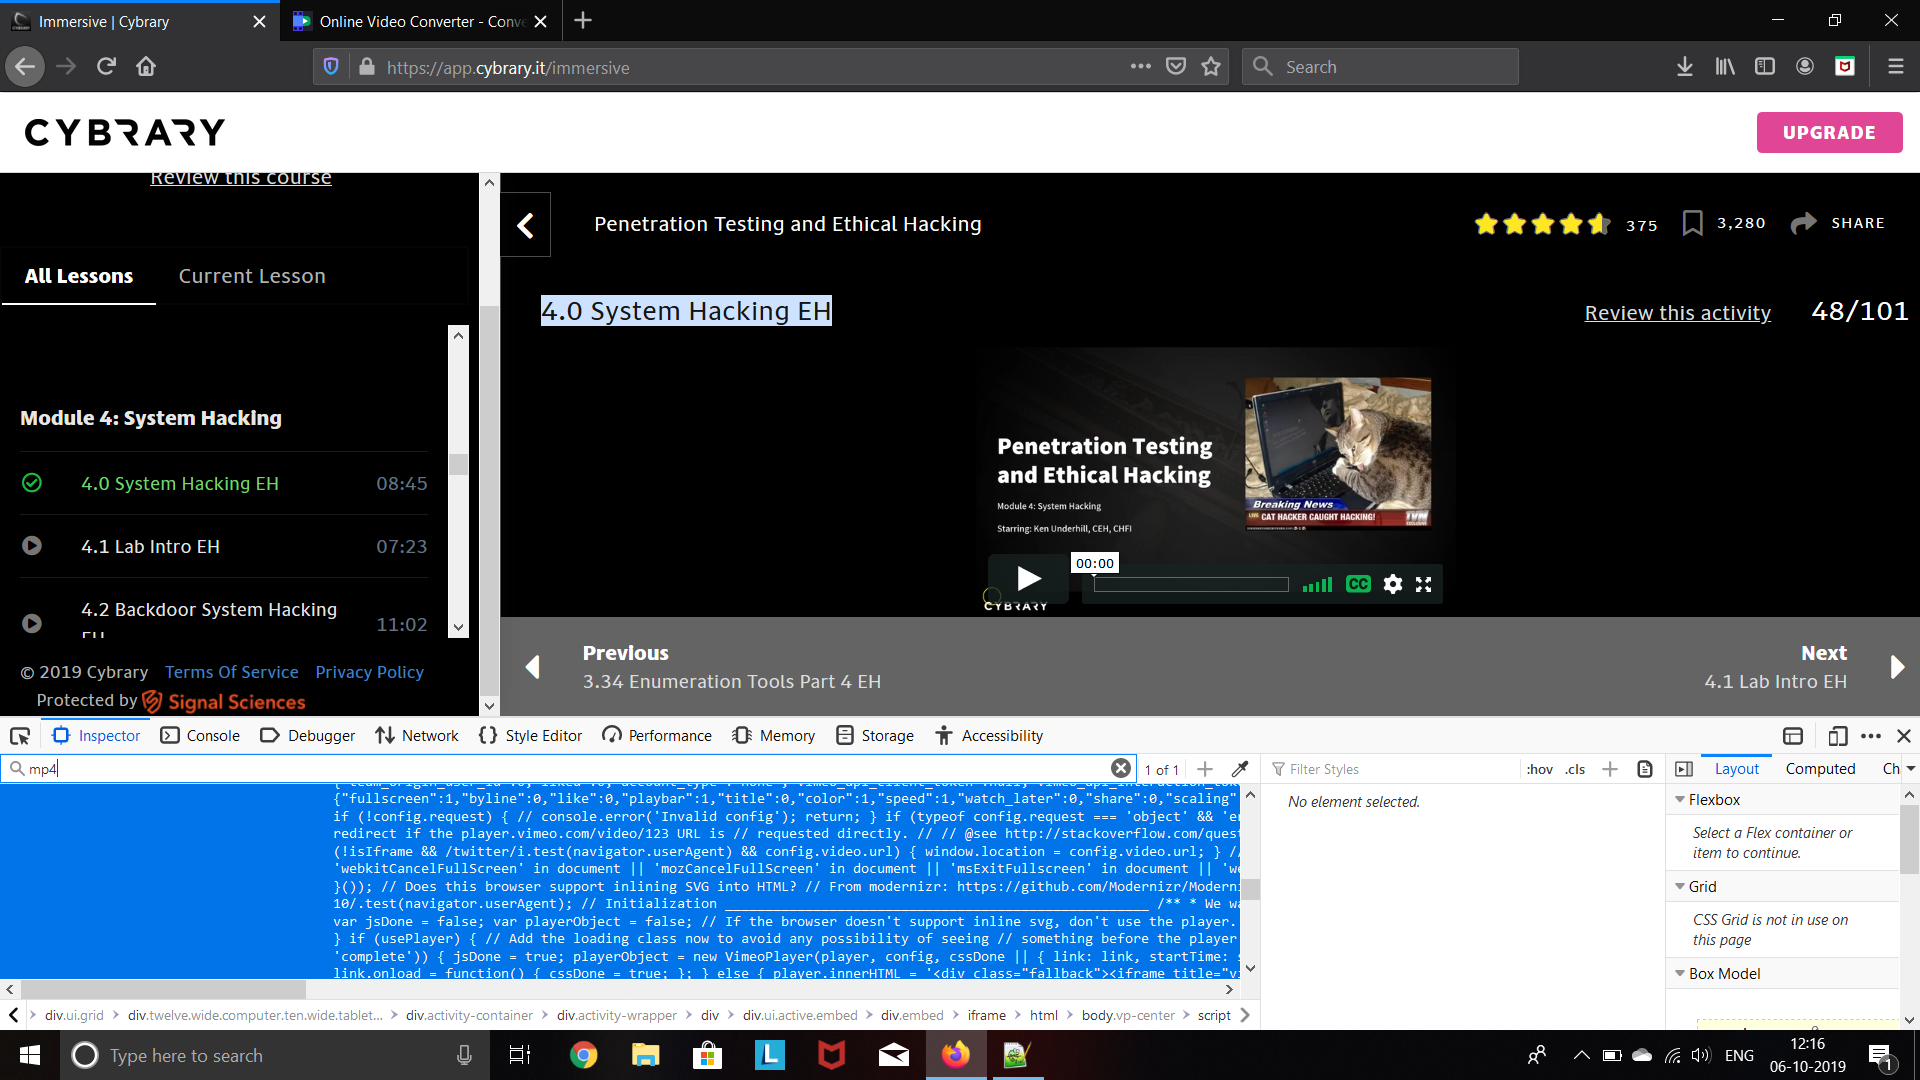 Immersive | Cybrary
Online Video Converter - Conve
https://app.cybrary.it/immersive
Search
CYBRARY
UPGRADE
Review this course
All Lessons
Current Lesson
Module 4: System Hacking
4.0 System Hacking EH
08:45
4.1 Lab Intro EH
07:23
4.2 Backdoor System Hacking
EH
11:02
© 2019 Cybrary
Terms Of Service
Privacy Policy
Protected by Signal Sciences
Penetration Testing and Ethical Hacking
375
3,280
SHARE
4.0 System Hacking EH
Review this activity
48/101
Penetration Testing
and Ethical Hacking
Module 4: System Hacking
Starring: Ken Underhill, CEH, CHFI
Breaking News
LIVE CAT HACKER CAUGHT HACKING!
00:00
CC
CYBRARY
Previous
3.34 Enumeration Tools Part 4 EH
Next
4.1 Lab Intro EH
Inspector
Console
Debugger
Network
Style Editor
Performance
Memory
Storage
Accessibility
mp4
1 of 1
{"fullscreen":1,"byline":0,"like":0,"playbar":1,"title":0,"color":1,"speed":1,"watch_later":0,"share":0,"scaling"
if (!config.request) { // console.error('Invalid config'); return; } if (typeof config.request === 'object' && 'er
redirect if the player.vimeo.com/video/123 URL is // requested directly. // // @see http://stackoverflow.com/quest
(!isIframe && /twitter/i.test(navigator.userAgent) && config.video.url) { window.location = config.video.url; } //
'webkitCancelFullScreen' in document || 'mozCancelFullScreen' in document || 'msExitFullscreen' in document || 'we
}()); // Does this browser support inlining SVG into HTML? // From modernizr: https://github.com/Modernizr/Moderni
10/.test(navigator.userAgent); // Initialization ______ /** * We wa
var jsDone = false; var playerObject = false; // If the browser doesn't support inline svg, don't use the player.
} if (usePlayer) { // Add the loading class now to avoid any possibility of seeing // something before the player
'complete')) { jsDone = true; playerObject = new VimeoPlayer(player, config, cssDone || { link: link, startTime: s
link.onload = function() { cssDone = true; }; } else { player.innerHTML = '<div class="fallback"><iframe title="vi
div.ui.grid
div.twelve.wide.computer.ten.wide.tablet...
div.activity-container
div.activity-wrapper
div
div.ui.active.embed
div.embed
iframe
html
body.vp-center
script
Filter Styles
:hov
.cls
No element selected.
Layout
Computed
Ch
Flexbox
Select a Flex container or
item to continue.
Grid
CSS Grid is not in use on
this page
Box Model
Type here to search
ENG
12:16
06-10-2019
1